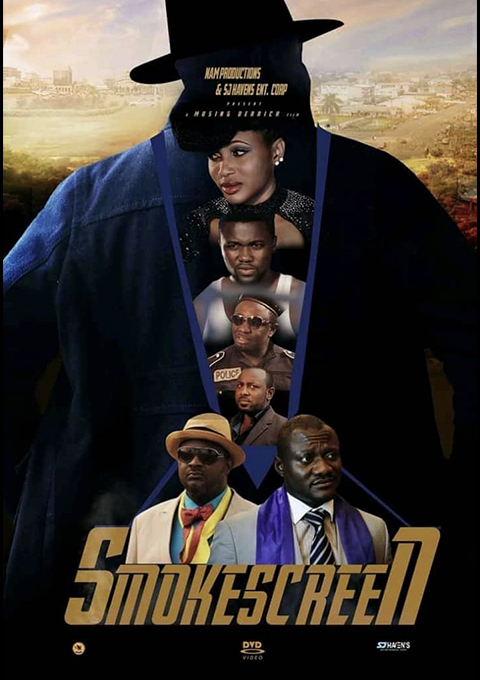 NAM PRODUCTIONS
& SJ HAVENS ENT. CORP
PRESENT
A MUSING DERRICK FILM
POLICE
SMOKESCREEN
DVD
VIDEO
SJ HAVEN'S